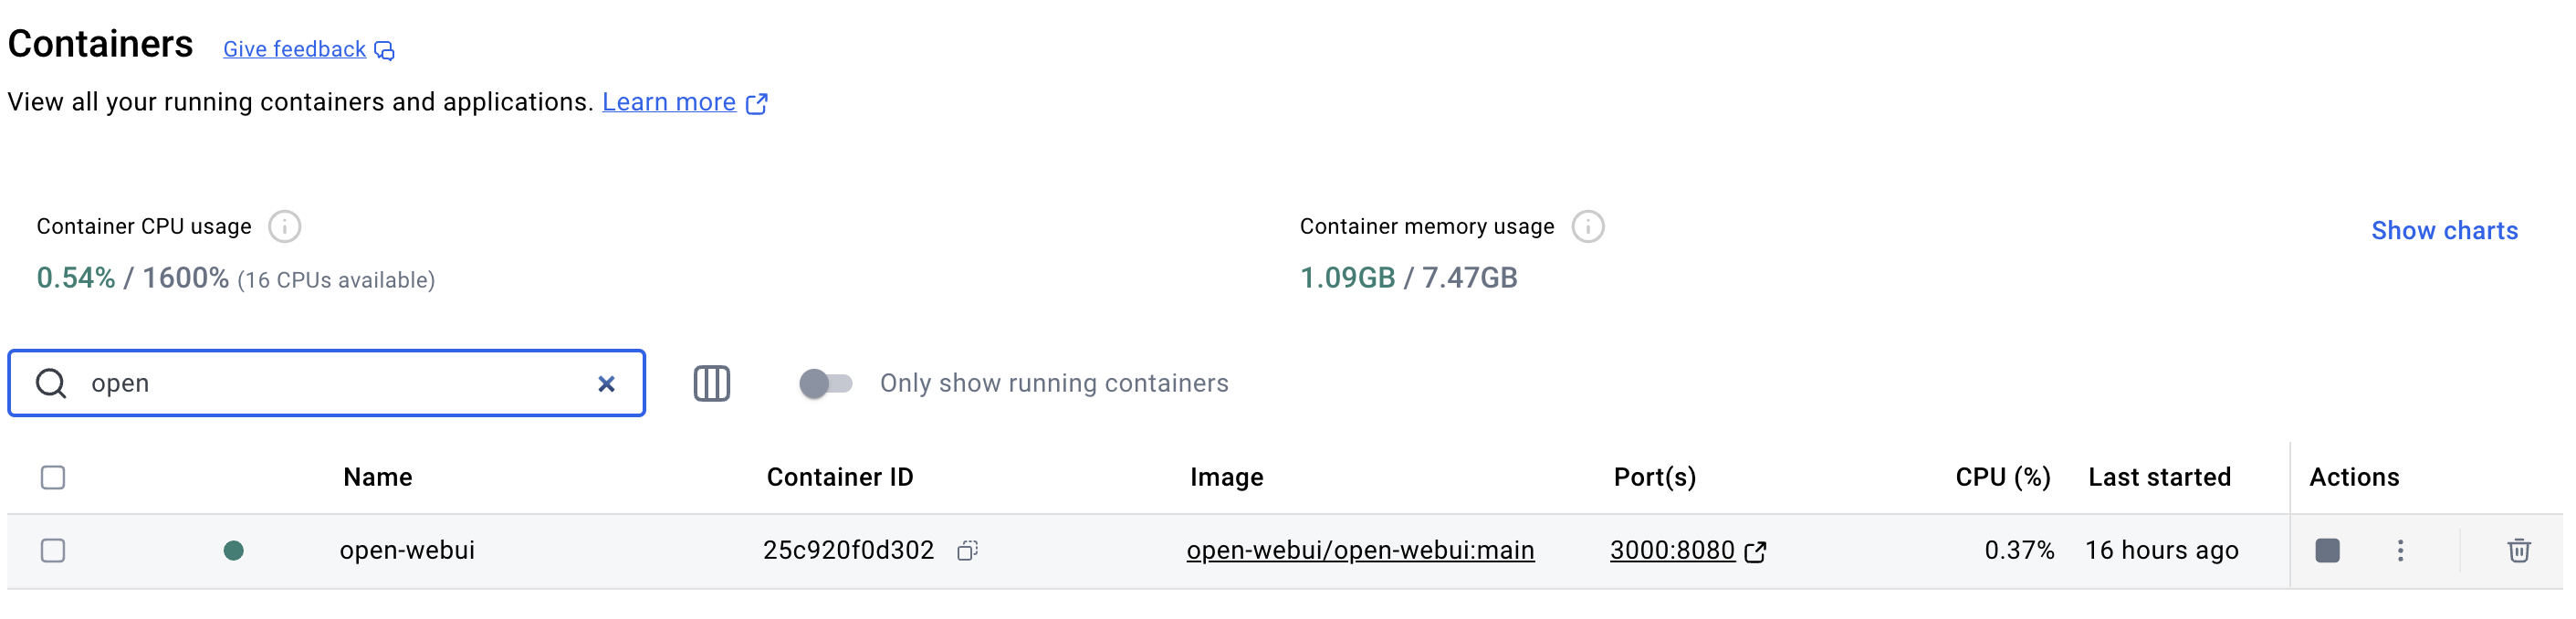 Containers Give feedback
View all your running containers and applications. Learn more
Container CPU usage
0.54% / 1600% (16 CPUs available)
Container memory usage
1.09GB / 7.47GB
Show charts
open
Only show running containers
Name Container ID Image Port(s) CPU (%) Last started Actions
open-webui 25c920f0d302 open-webui/open-webui:main 3000:8080 0.37% 16 hours ago